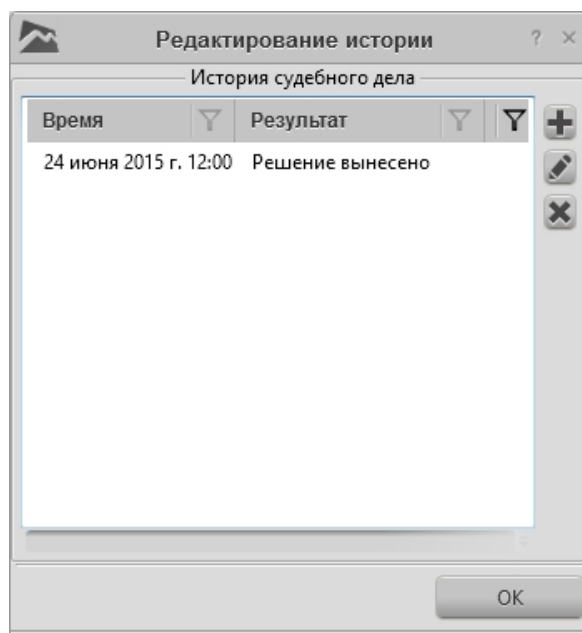 Редактирование истории ? ×
История судебного дела
Время Результат
24 июня 2015 г. 12:00 Решение вынесено
OK